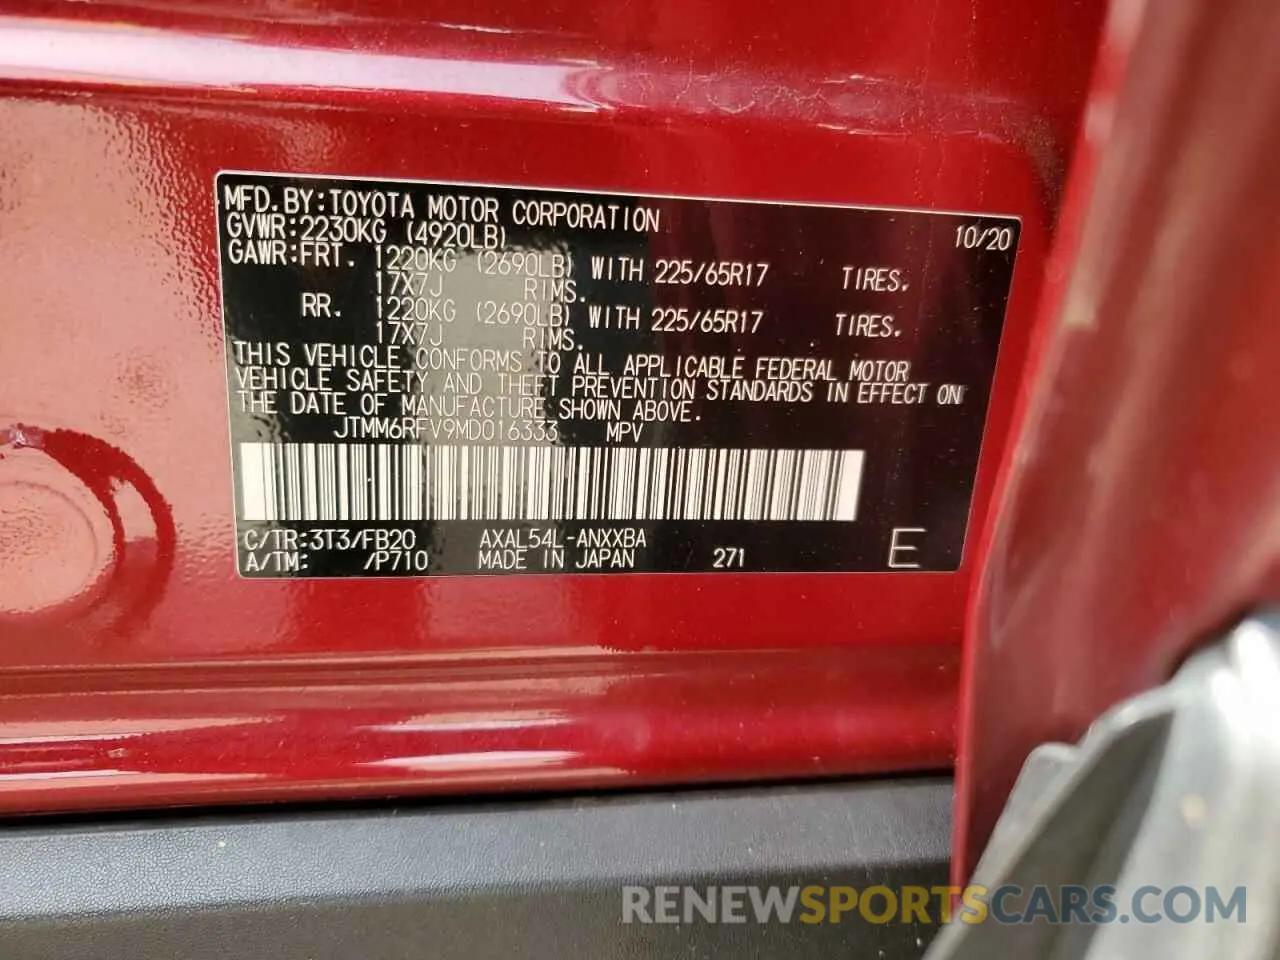 MFD.BY:TOYOTA MOTOR CORPORATION 10/20
GVWR:2230KG (4920LB)
GAWR:FRT. 1220KG (2690LB) WITH 225/65R17 TIRES.
17X7J RIMS.
RR. 1220KG (2690LB) WITH 225/65R17 TIRES.
17X7J RIMS.
THIS VEHICLE CONFORMS TO ALL APPLICABLE FEDERAL MOTOR
VEHICLE SAFETY AND THEFT PREVENTION STANDARDS IN EFFECT ON
THE DATE OF MANUFACTURE SHOWN ABOVE.
JTMM6RFV9MD016333 MPV
C/TR:3T3/FB20 AXAL54L-ANXXBA
A/TM: /P710 MADE IN JAPAN 271 E
RENEWSPORTSCARS.COM